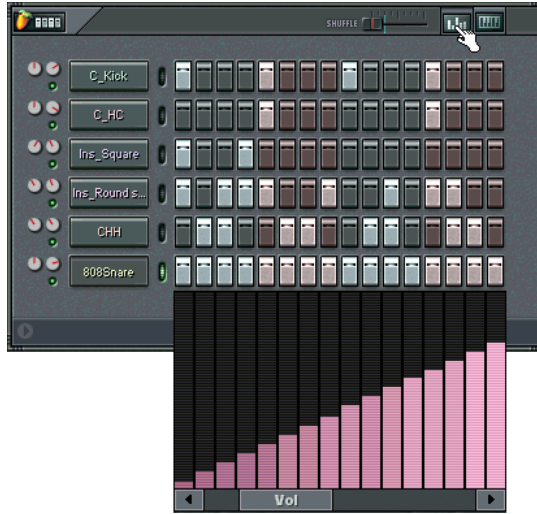 SHUFFLE
C_Kick
C_HC
Ins_Square
Ins_Round s...
CHH
808Snare
Vol